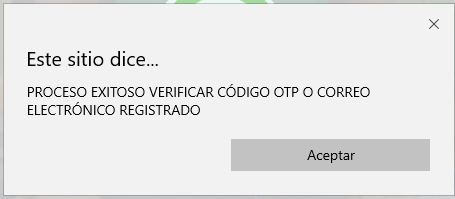 Este sitio dice...
PROCESO EXITOSO VERIFICAR CÓDIGO OTP O CORREO
ELECTRÓNICO REGISTRADO
Aceptar